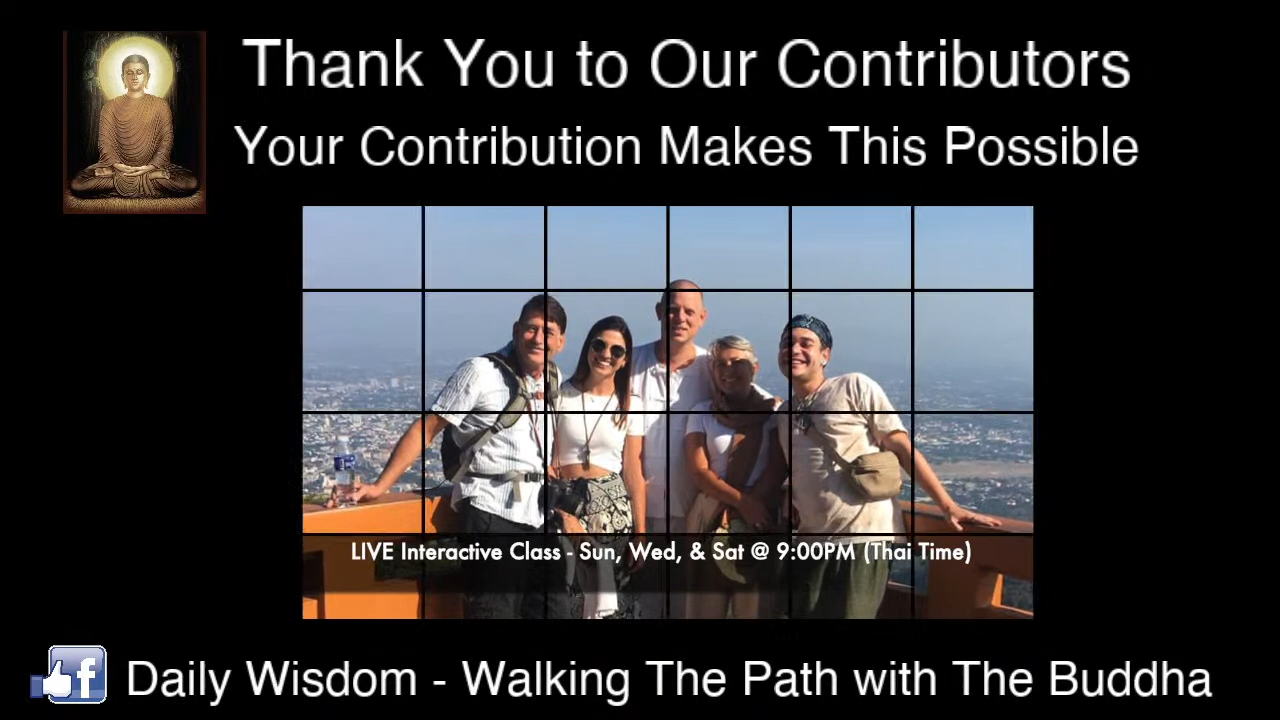 Thank You to Our Contributors
Your Contribution Makes This Possible
LIVE Interactive Class - Sun, Wed, & Sat @ 9:00PM (Thai Time)
f Daily Wisdom - Walking The Path with The Buddha